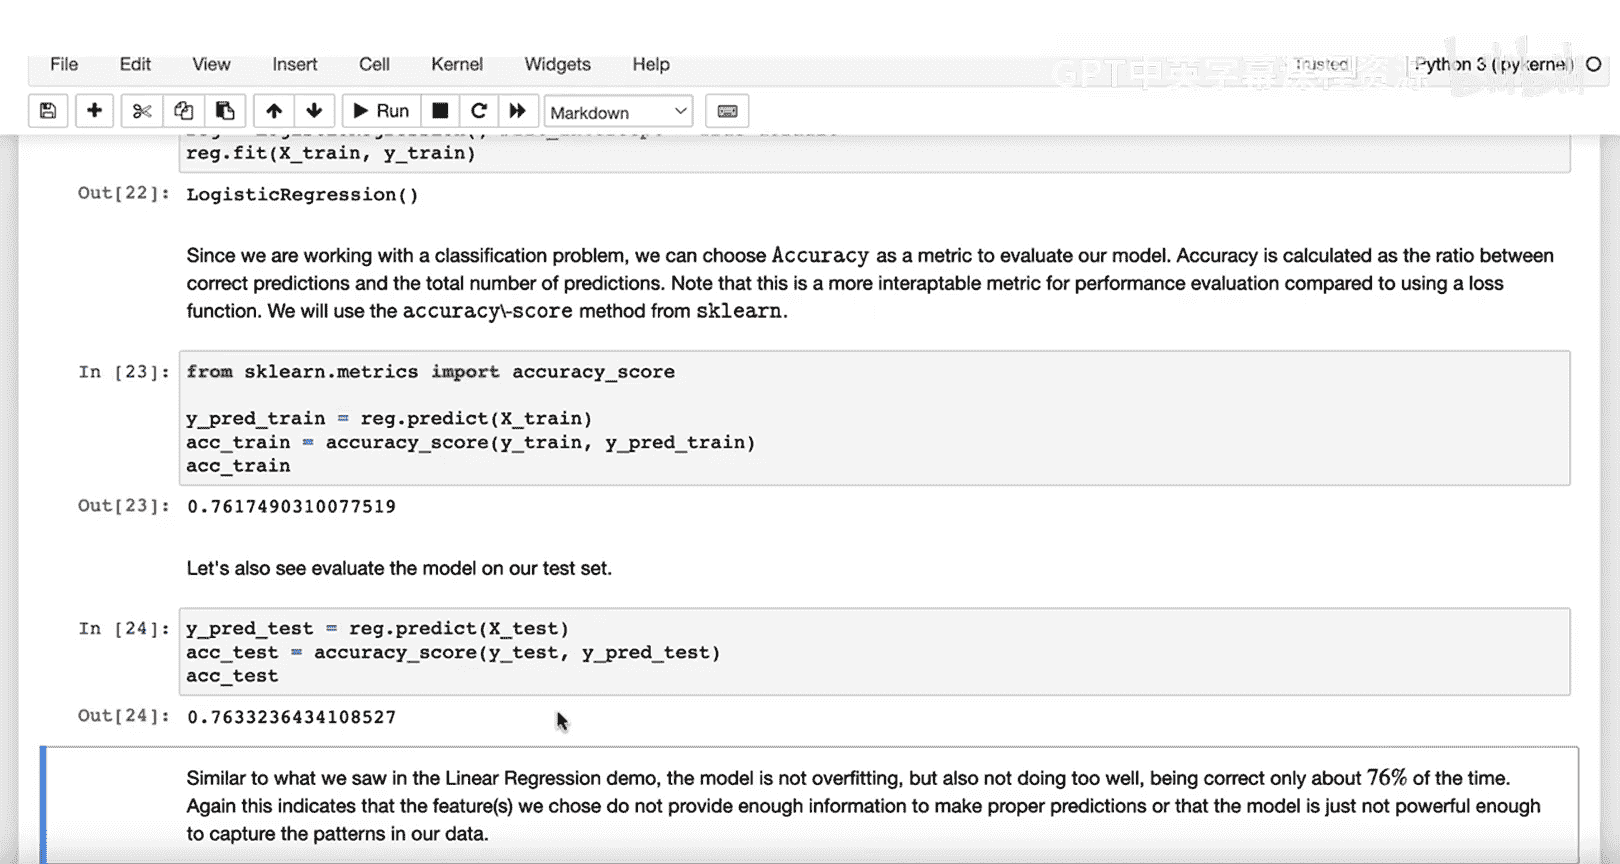 File Edit View Insert Cell Kernel Widgets Help Trusted Python 3 (ipykernel)
Run Markdown
reg.fit(X_train, y_train)
Out[22]: LogisticRegression()
Since we are working with a classification problem, we can choose Accuracy as a metric to evaluate our model. Accuracy is calculated as the ratio between
correct predictions and the total number of predictions. Note that this is a more interaptable metric for performance evaluation compared to using a loss
function. We will use the accuracy\-score method from sklearn.
In [23]: from sklearn.metrics import accuracy_score
y_pred_train = reg.predict(X_train)
acc_train = accuracy_score(y_train, y_pred_train)
acc_train
Out[23]: 0.7617490310077519
Let's also see evaluate the model on our test set.
In [24]: y_pred_test = reg.predict(X_test)
acc_test = accuracy_score(y_test, y_pred_test)
acc_test
Out[24]: 0.7633236434108527
Similar to what we saw in the Linear Regression demo, the model is not overfitting, but also not doing too well, being correct only about 76% of the time.
Again this indicates that the feature(s) we chose do not provide enough information to make proper predictions or that the model is just not powerful enough
to capture the patterns in our data.